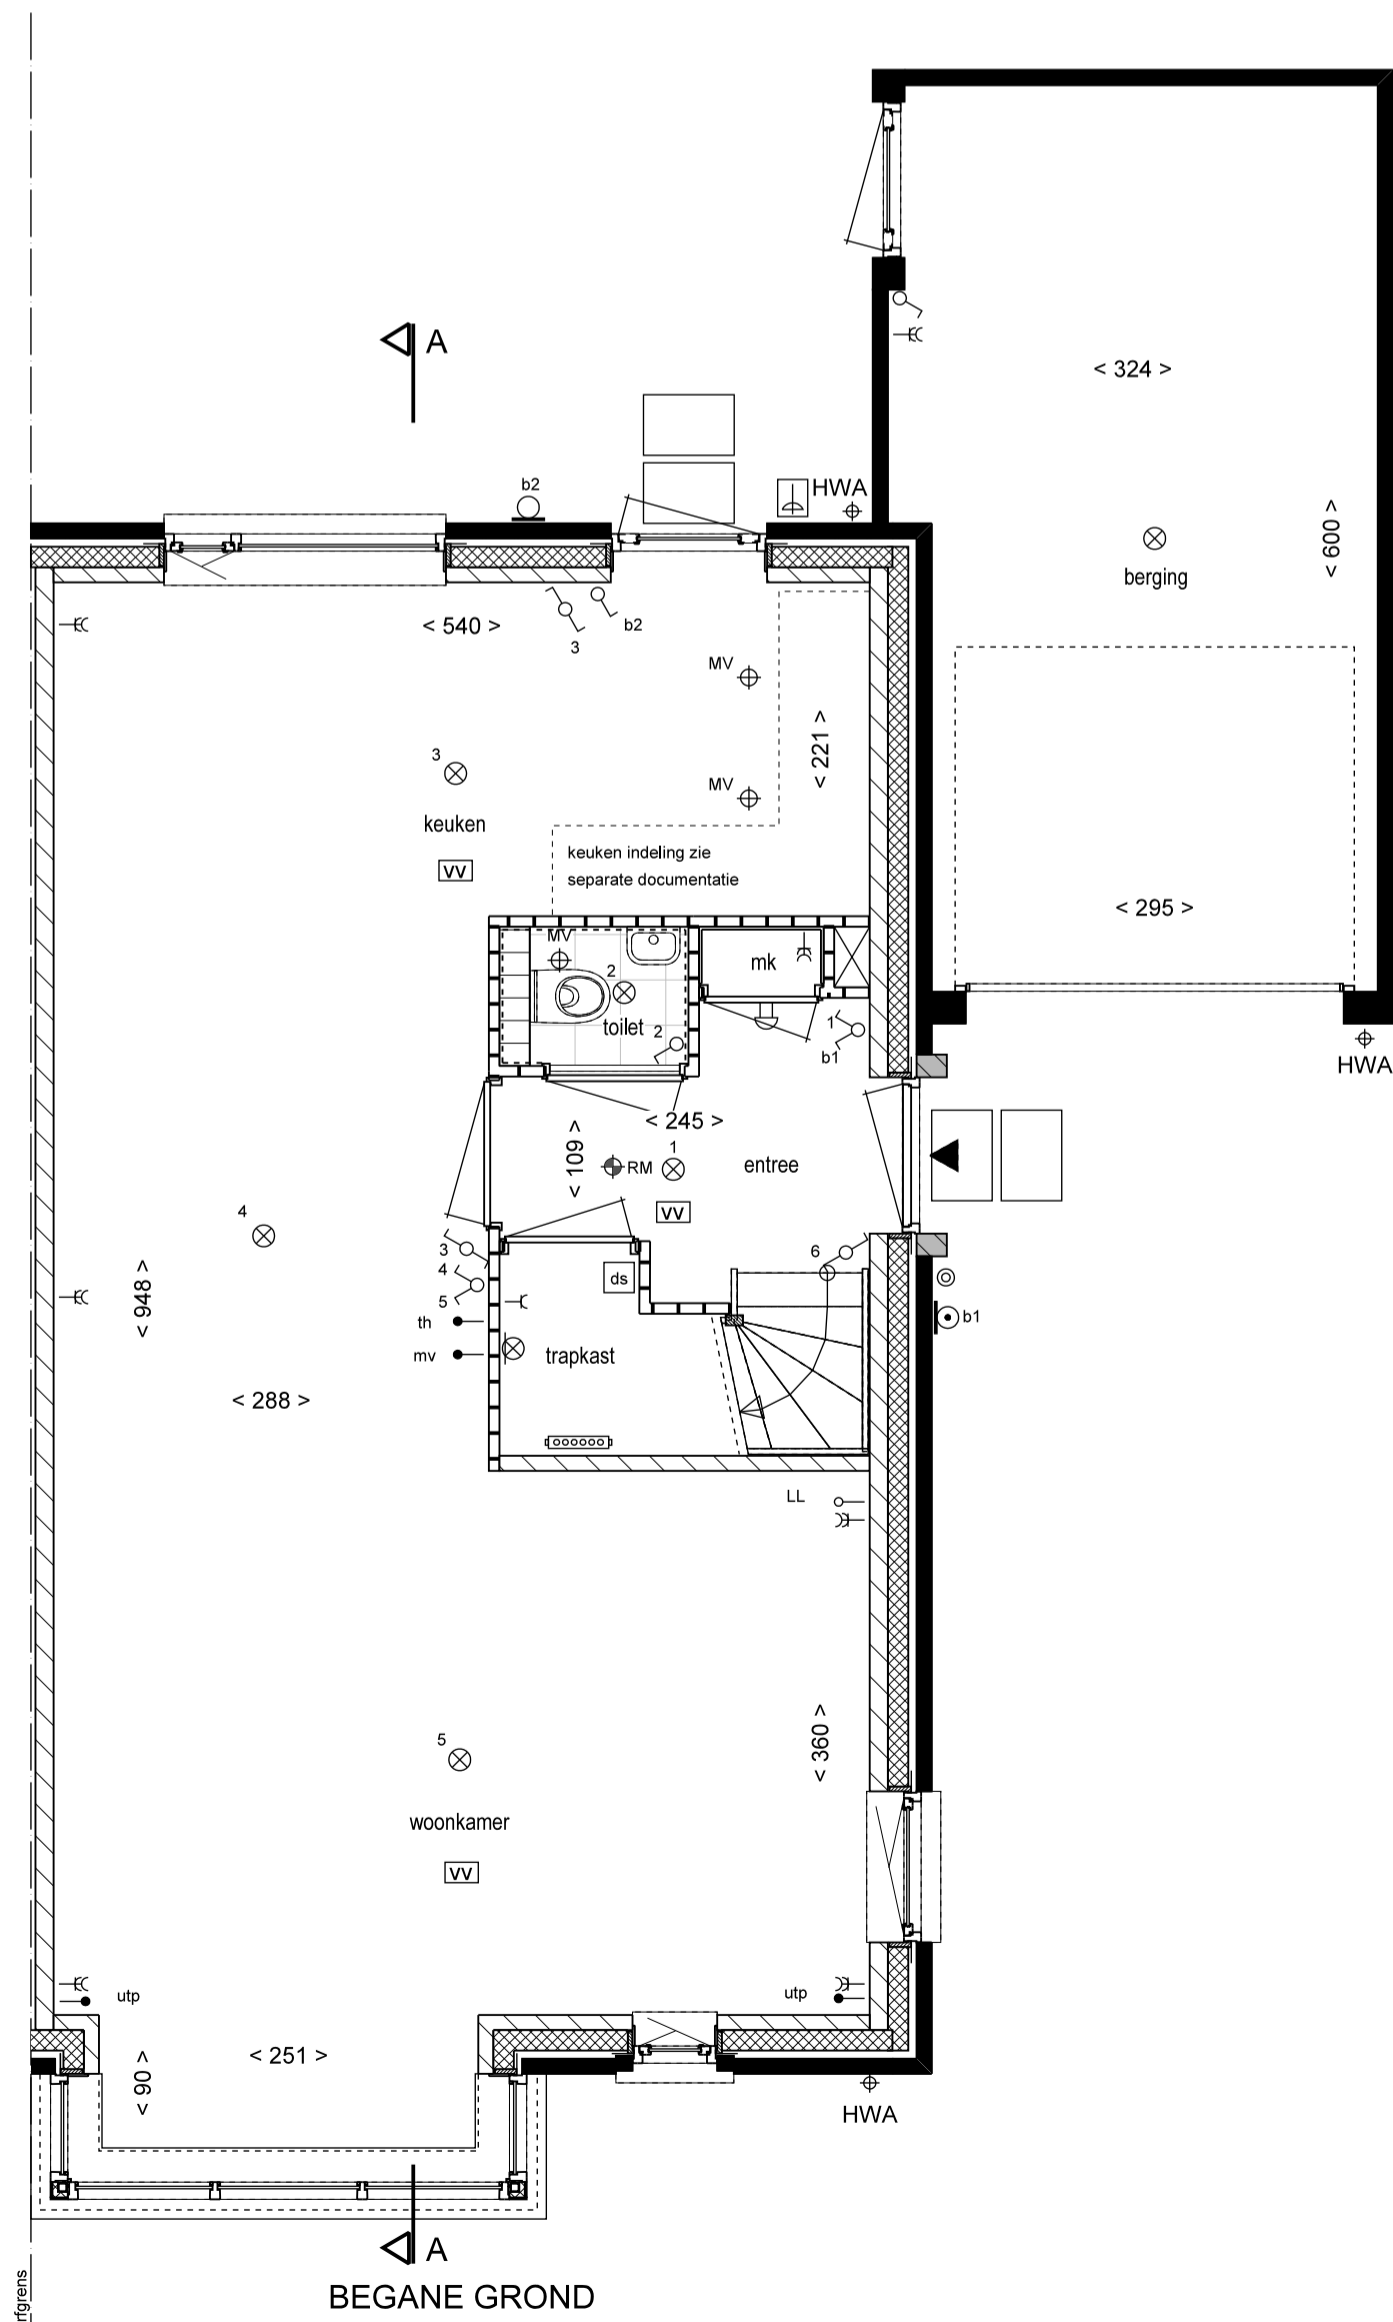 A
b2
HWA
< 324 >
< 600 >
berging
< 540 >
3
b2
MV
< 221 >
3
MV
keuken
VV
keuken indeling zie
separate documentatie
< 295 >
MV
2
mk
toilet
2
1
b1
HWA
< 245 >
< 109 >
1
RM
entree
VV
4
3
4
5
6
ds
< 948 >
th
mv
b1
trapkast
< 288 >
LL
< 360 >
5
woonkamer
VV
utp
utp
< 251 >
< 90 >
HWA
A
BEGANE GROND
rfgrens